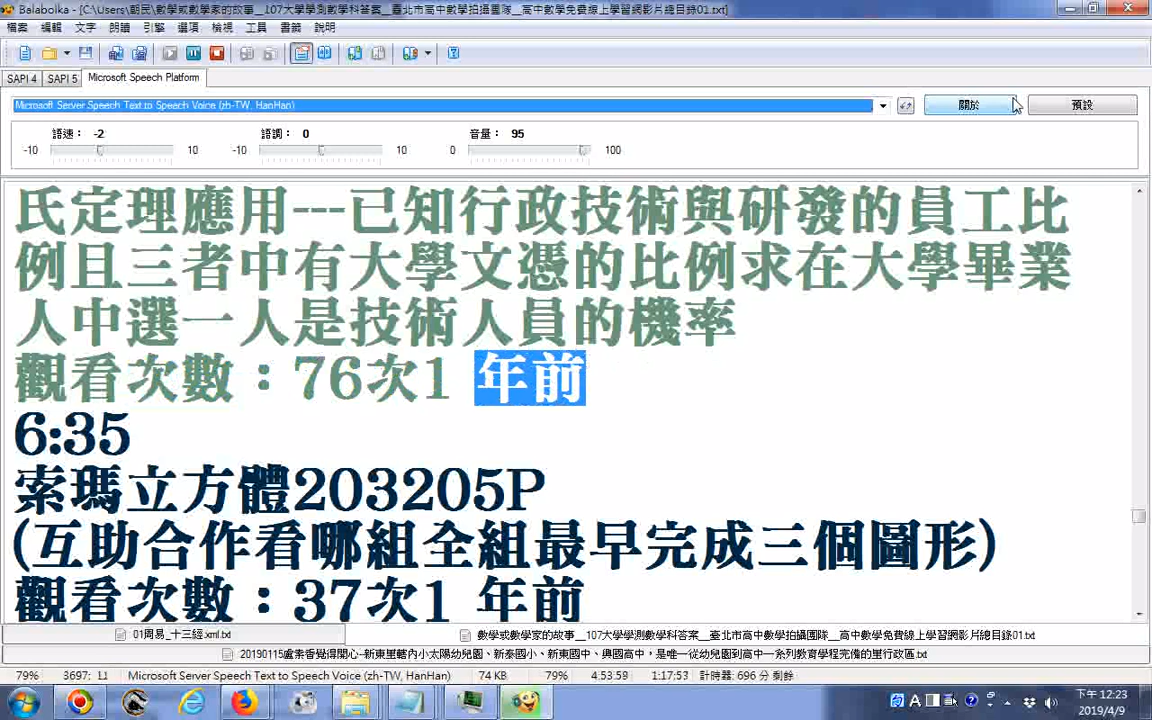 Balabolka - [C:\Users\朝民\數學或數學家的故事__107大學學測數學科答案__臺北市高中數學拍攝團隊__高中數學免費線上學習網影片總目錄01.txt]
檔案 編輯 文字 朗讀 引擎 選項 檢視 工具 書籤 說明
SAPI 4 SAPI 5 Microsoft Speech Platform
Microsoft Server Speech Text to Speech Voice (zh-TW, HanHan)
關於 預設
語速： -2 語調： 0 音量： 95
-10 10 -10 10 0 100
氏定理應用---已知行政技術與研發的員工比
例且三者中有大學文憑的比例求在大學畢業
人中選一人是技術人員的機率
觀看次數：76次1 年前
6:35
索瑪立方體203205P
(互助合作看哪組全組最早完成三個圖形)
觀看次數：37次1 年前
01周易_十三經.xml.txt 數學或數學家的故事__107大學學測數學科答案__臺北市高中數學拍攝團隊__高中數學免費線上學習網影片總目錄01.txt
20190115盧素香覺得開心-新東里轄內小太陽幼兒園、新泰國小、新東國中、興國高中，是唯一從幼兒園到高中一系列教育學程完備的里行政區.txt
79% 3697: L1 Microsoft Server Speech Text to Speech Voice (zh-TW, HanHan) 74 KB 79% 4:53:59 1:17:53 計時器: 696 分 剩餘
下午 12:23
2019/4/9